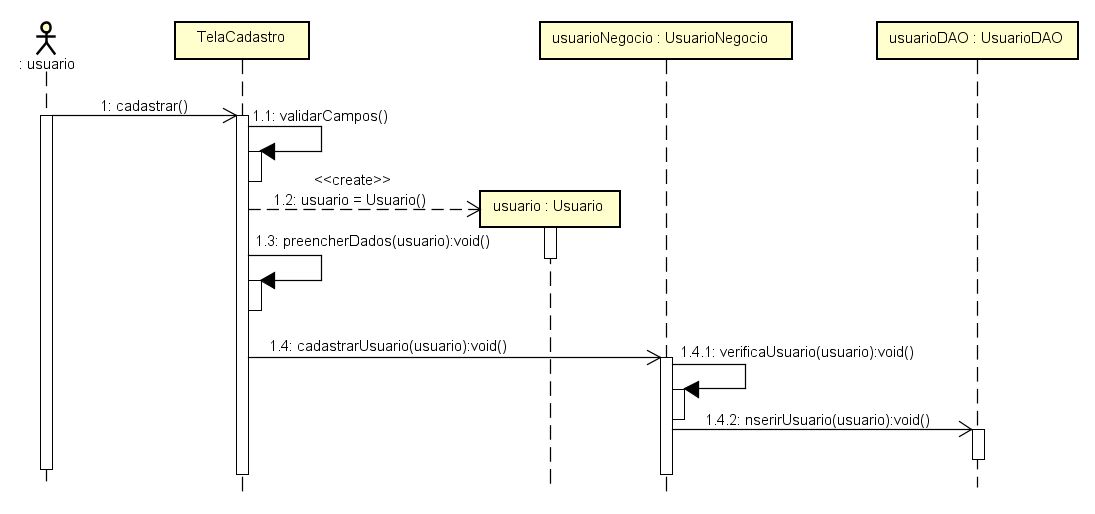 : usuario
TelaCadastro
usuarioNegocio : UsuarioNegocio
usuarioDAO : UsuarioDAO
1: cadastrar()
1.1: validarCampos()
<<create>>
1.2: usuario = Usuario()
usuario : Usuario
1.3: preencherDados(usuario):void()
1.4: cadastrarUsuario(usuario):void()
1.4.1: verificaUsuario(usuario):void()
1.4.2: nserirUsuario(usuario):void()